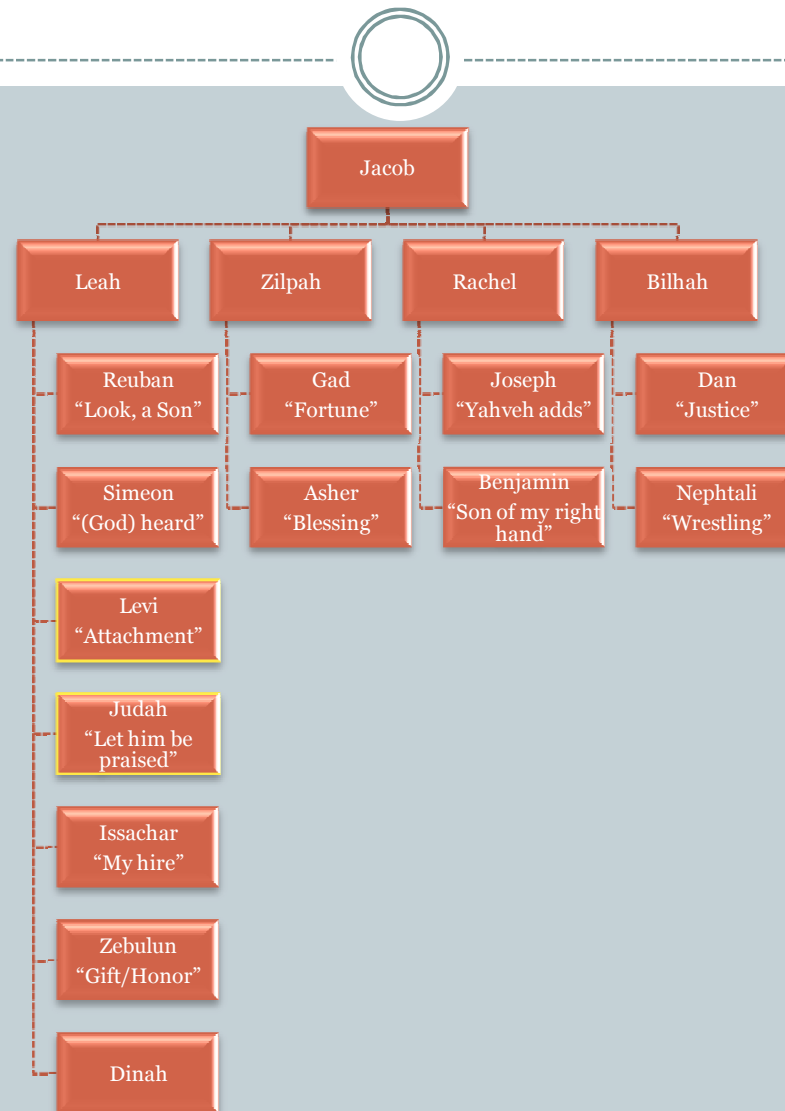 Jacob
Leah
Zilpah
Rachel
Bilhah
Reuban
“Look, a Son”
Simeon
“(God) heard”
Levi
“Attachment”
Judah
“Let him be
praised”
Issachar
“My hire”
Zebulun
“Gift/Honor”
Dinah
Gad
“Fortune”
Asher
“Blessing”
Joseph
“Yahveh adds”
Benjamin
“Son of my right
hand”
Dan
“Justice”
Nephtali
“Wrestling”